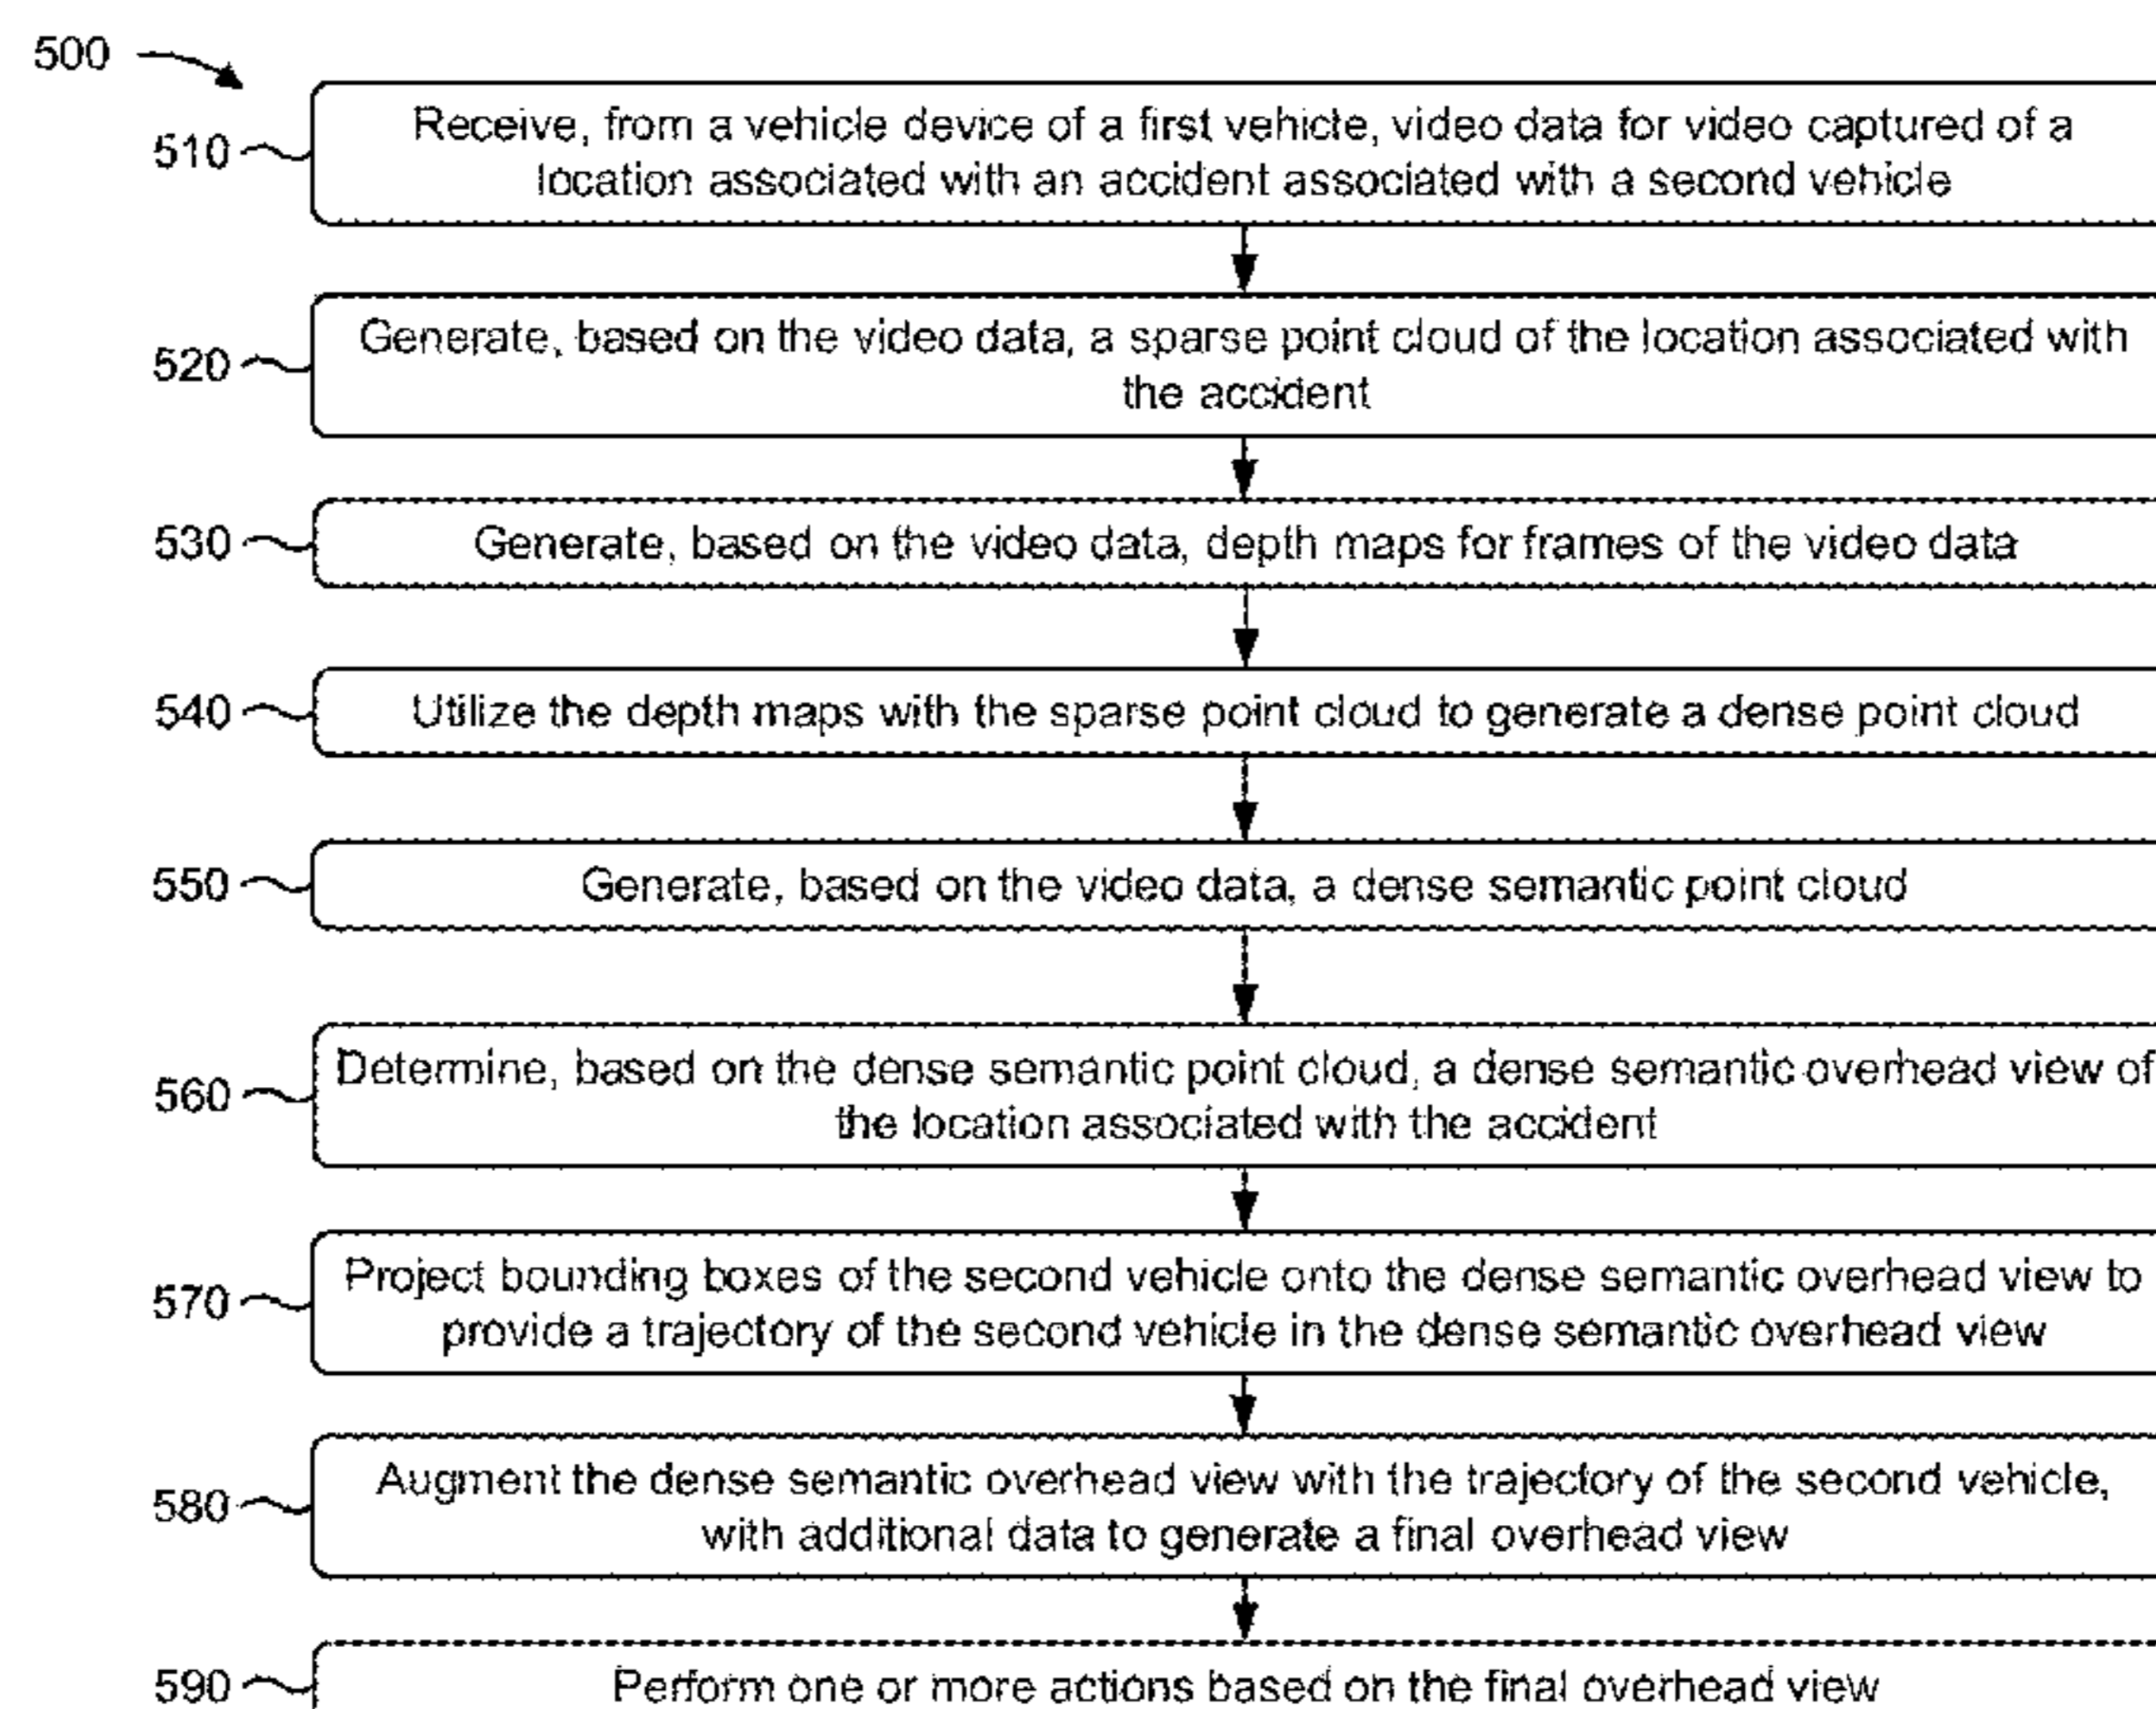 500
510
Receive, from a vehicle device of a first vehicle, video data for video captured of a
location associated with an accident associated with a second vehicle
520
Generate, based on the video data, a sparse point cloud of the location associated with
the accident
530
Generate, based on the video data, depth maps for frames of the video data
540
Utilize the depth maps with the sparse point cloud to generate a dense point cloud
550
Generate, based on the video data, a dense semantic point cloud
560
Determine, based on the dense semantic point cloud, a dense semantic overhead view of
the location associated with the accident
570
Project bounding boxes of the second vehicle onto the dense semantic overhead view to
provide a trajectory of the second vehicle in the dense semantic overhead view
580
Augment the dense semantic overhead view with the trajectory of the second vehicle,
with additional data to generate a final overhead view
590
Perform one or more actions based on the final overhead view